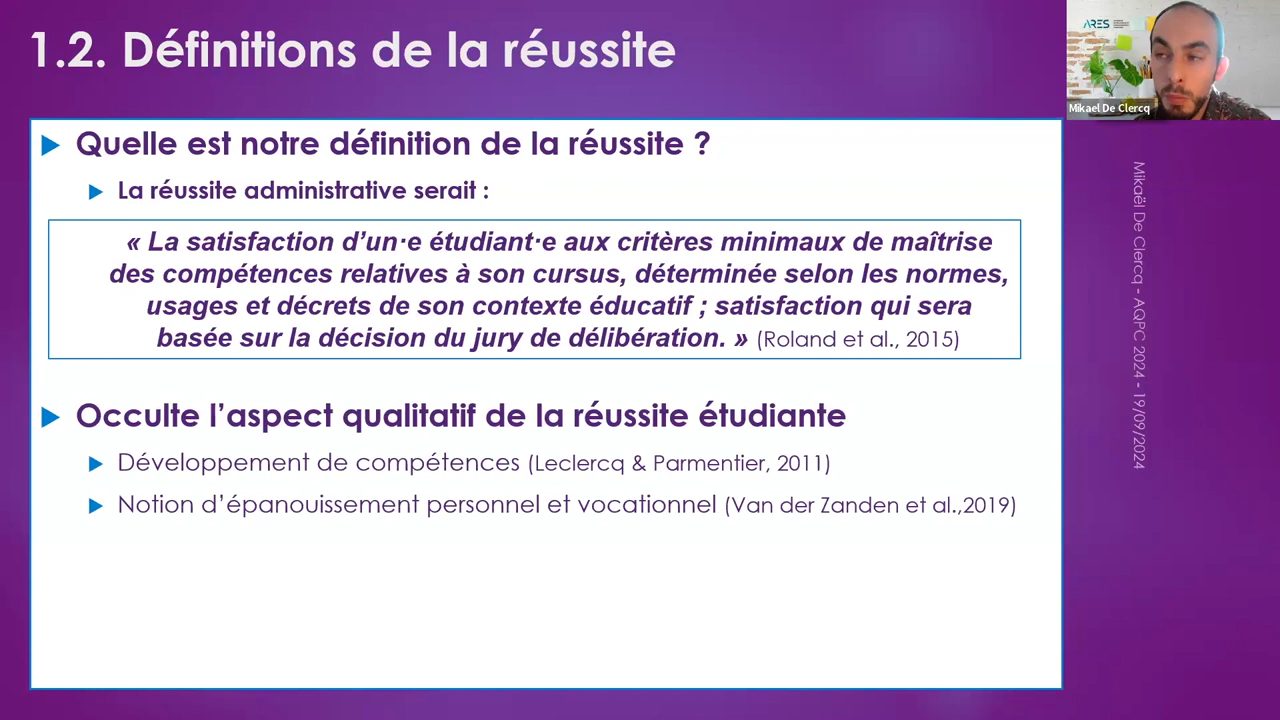 1.2. Définitions de la réussite
ARES
Mikael De Clercq
Quelle est notre définition de la réussite ?
La réussite administrative serait :
« La satisfaction d’un·e étudiant·e aux critères minimaux de maîtrise
des compétences relatives à son cursus, déterminée selon les normes,
usages et décrets de son contexte éducatif ; satisfaction qui sera
basée sur la décision du jury de délibération. » (Roland et al., 2015)
Occulte l’aspect qualitatif de la réussite étudiante
Développement de compétences (Leclercq & Parmentier, 2011)
Notion d’épanouissement personnel et vocationnel (Van der Zanden et al.,2019)
Mikaël De Clercq - AQPC 2024 - 19/09/2024